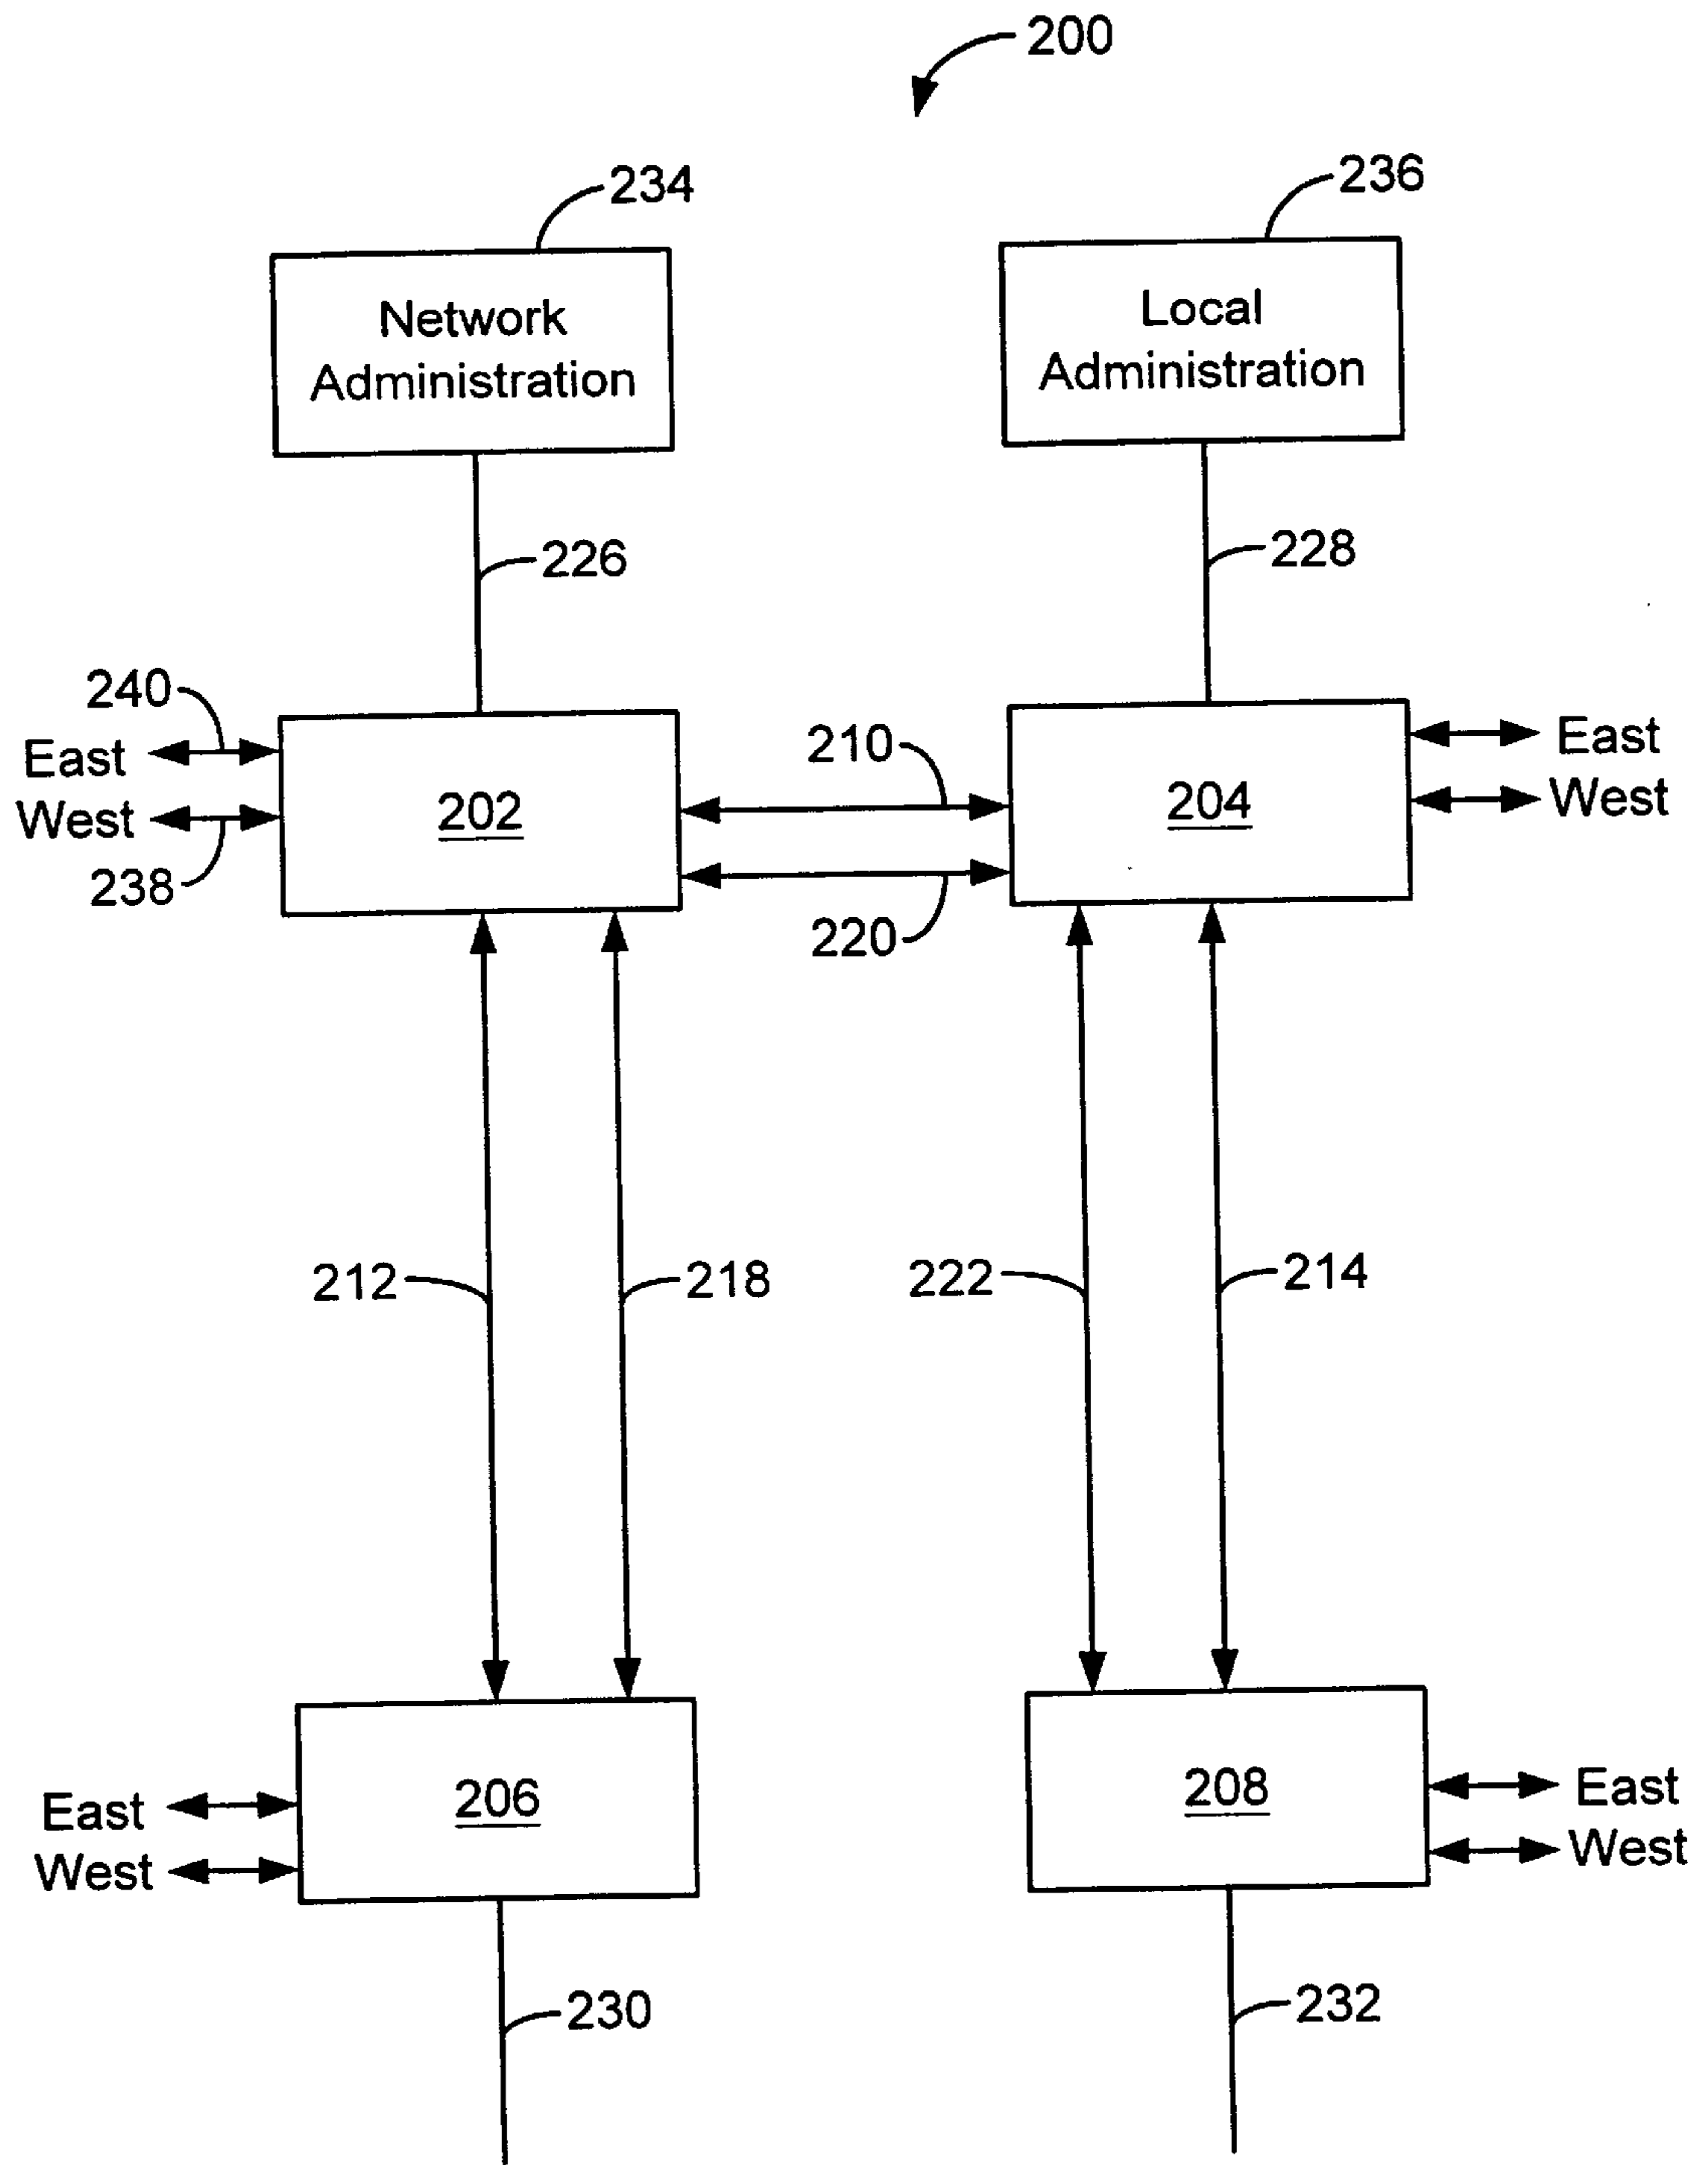 200
234
236
Network
Administration
Local
Administration
226
228
240
East
West
238
202
210
220
204
East
West
212
218
222
214
206
East
West
208
East
West
230
232